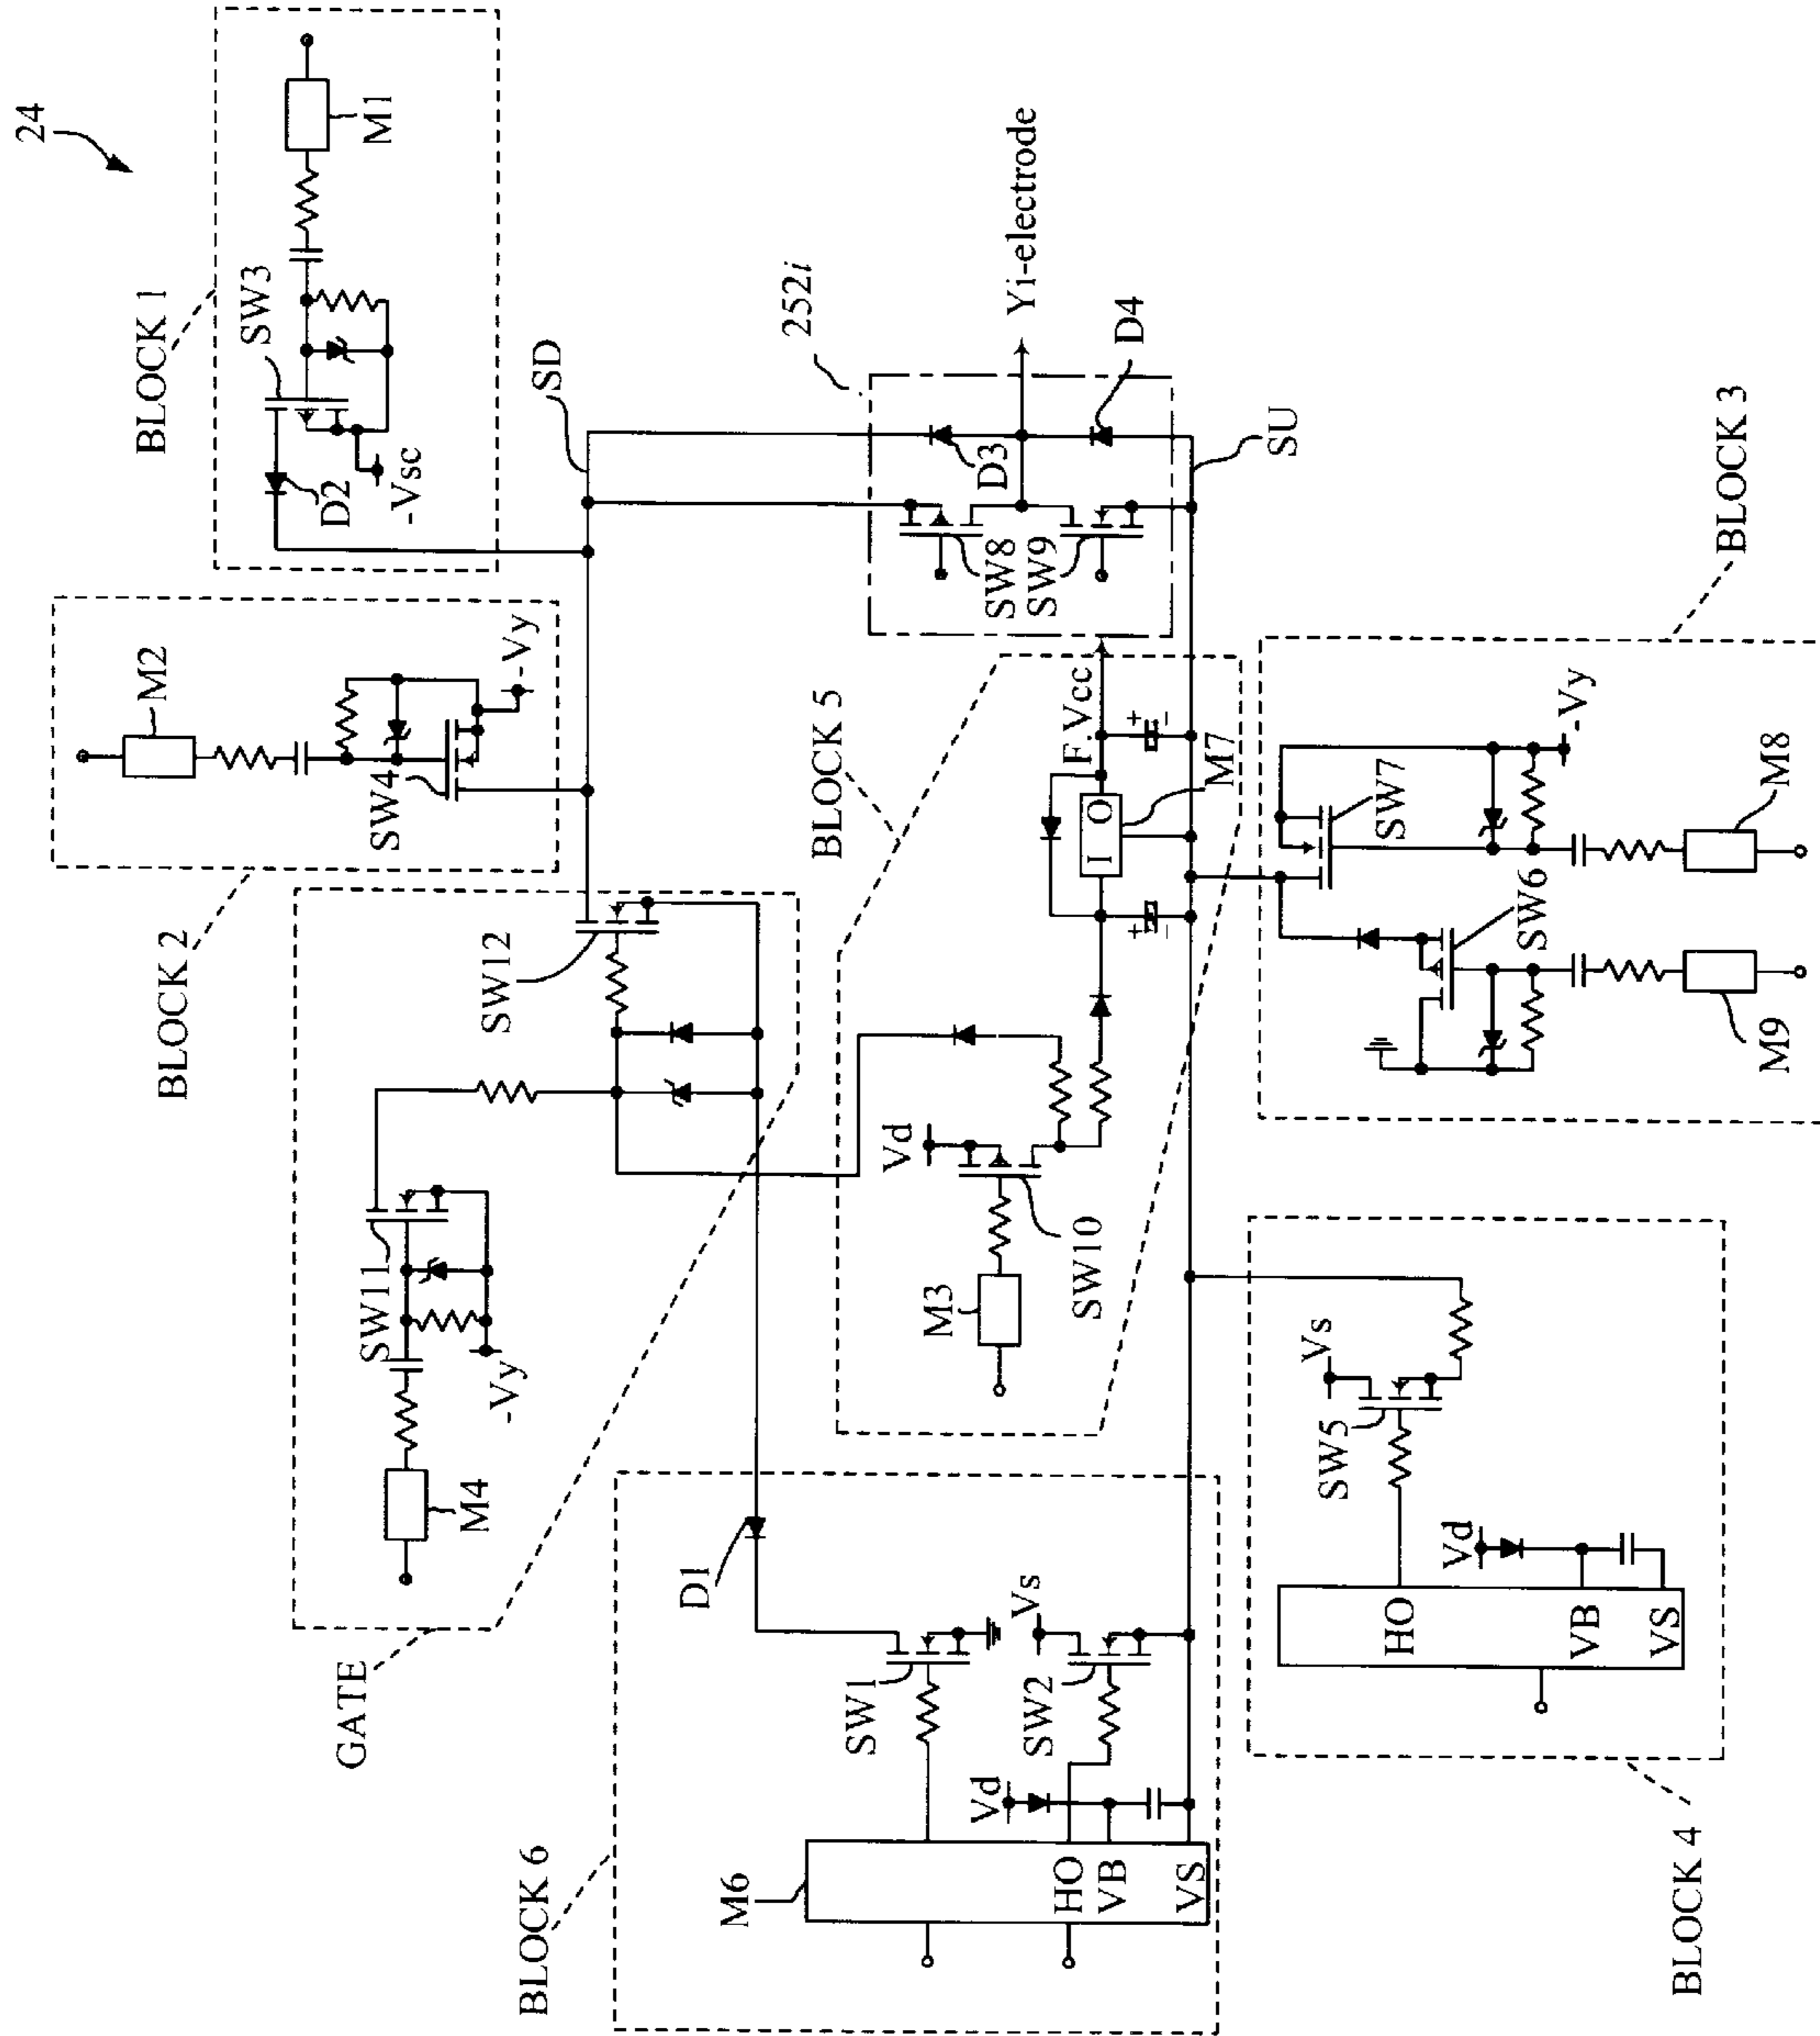 24
BLOCK 1
SW3
M1
D2
-Vsc
BLOCK 2
M2
SW4
-Vy
SD
GATE
M4
SW11
-Vy
SW12
BLOCK 5
252i
D3
Yi-electrode
SW8
SW9
D4
SU
F.Vcc
I O
M7
Vd
M3
SW10
BLOCK 6
D1
SW1
Vs
SW2
Vd
M6
HO
VB
VS
BLOCK 3
SW7
-Vy
SW6
M8
M9
BLOCK 4
Vs
SW5
Vd
HO
VB
VS